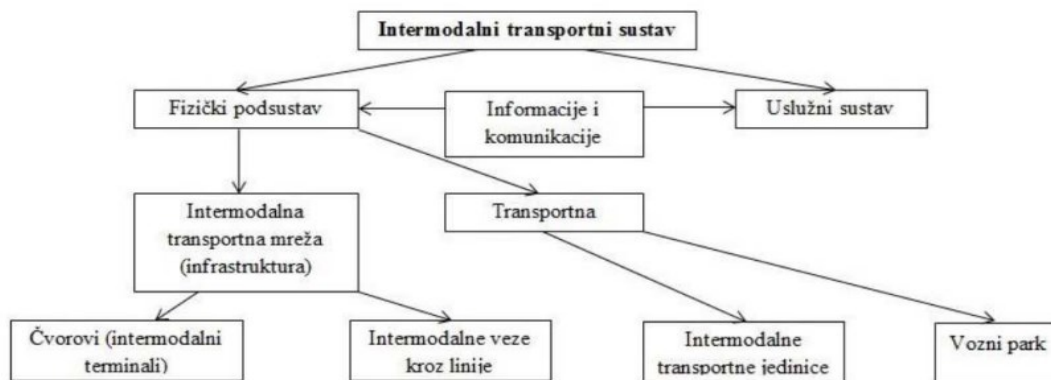 Intermodalni transportni sustav
Fizički podsustav
Informacije i
komunikacije
Uslužni sustav
Intermodalna
transportna mreža
(infrastruktura)
Transportna
Čvorovi (intermodalni
terminali)
Intermodalne veze
kroz linije
Intermodalne
transportne jedinice
Vozni park